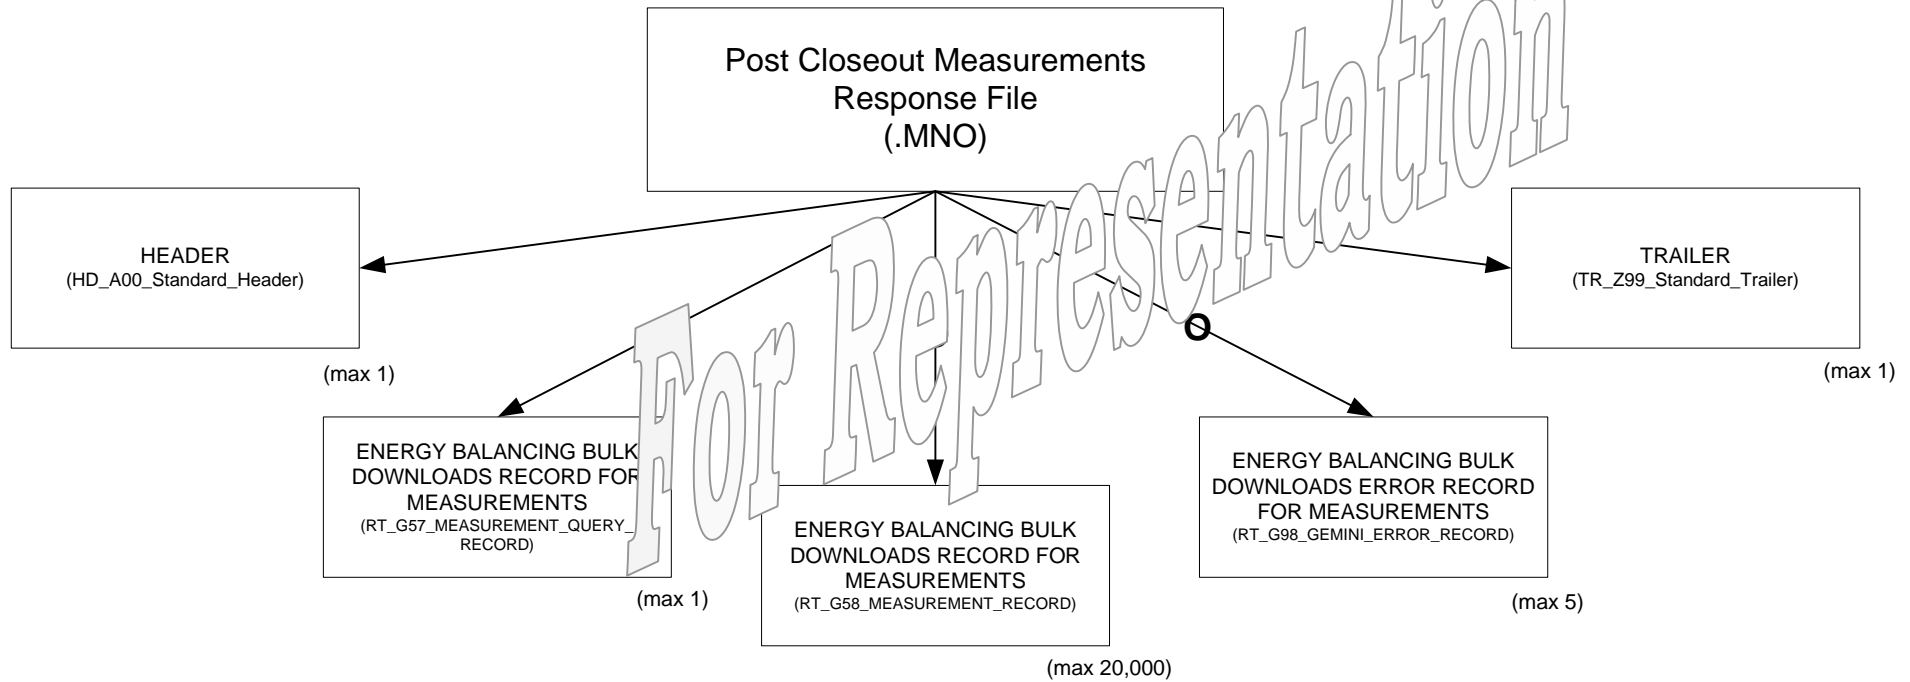 Post Closeout Measurements
Response File
(.MNO)
HEADER
(HD_A00_Standard_Header)
(max 1)
TRAILER
(TR_Z99_Standard_Trailer)
(max 1)
ENERGY BALANCING BULK
DOWNLOADS RECORD FOR
MEASUREMENTS
(RT_G57_MEASUREMENT_QUERY_
RECORD)
(max 1)
ENERGY BALANCING BULK
DOWNLOADS RECORD FOR
MEASUREMENTS
(RT_G58_MEASUREMENT_RECORD)
(max 20,000)
O
ENERGY BALANCING BULK
DOWNLOADS ERROR RECORD
FOR MEASUREMENTS
(RT_G98_GEMINI_ERROR_RECORD)
(max 5)
For Representation